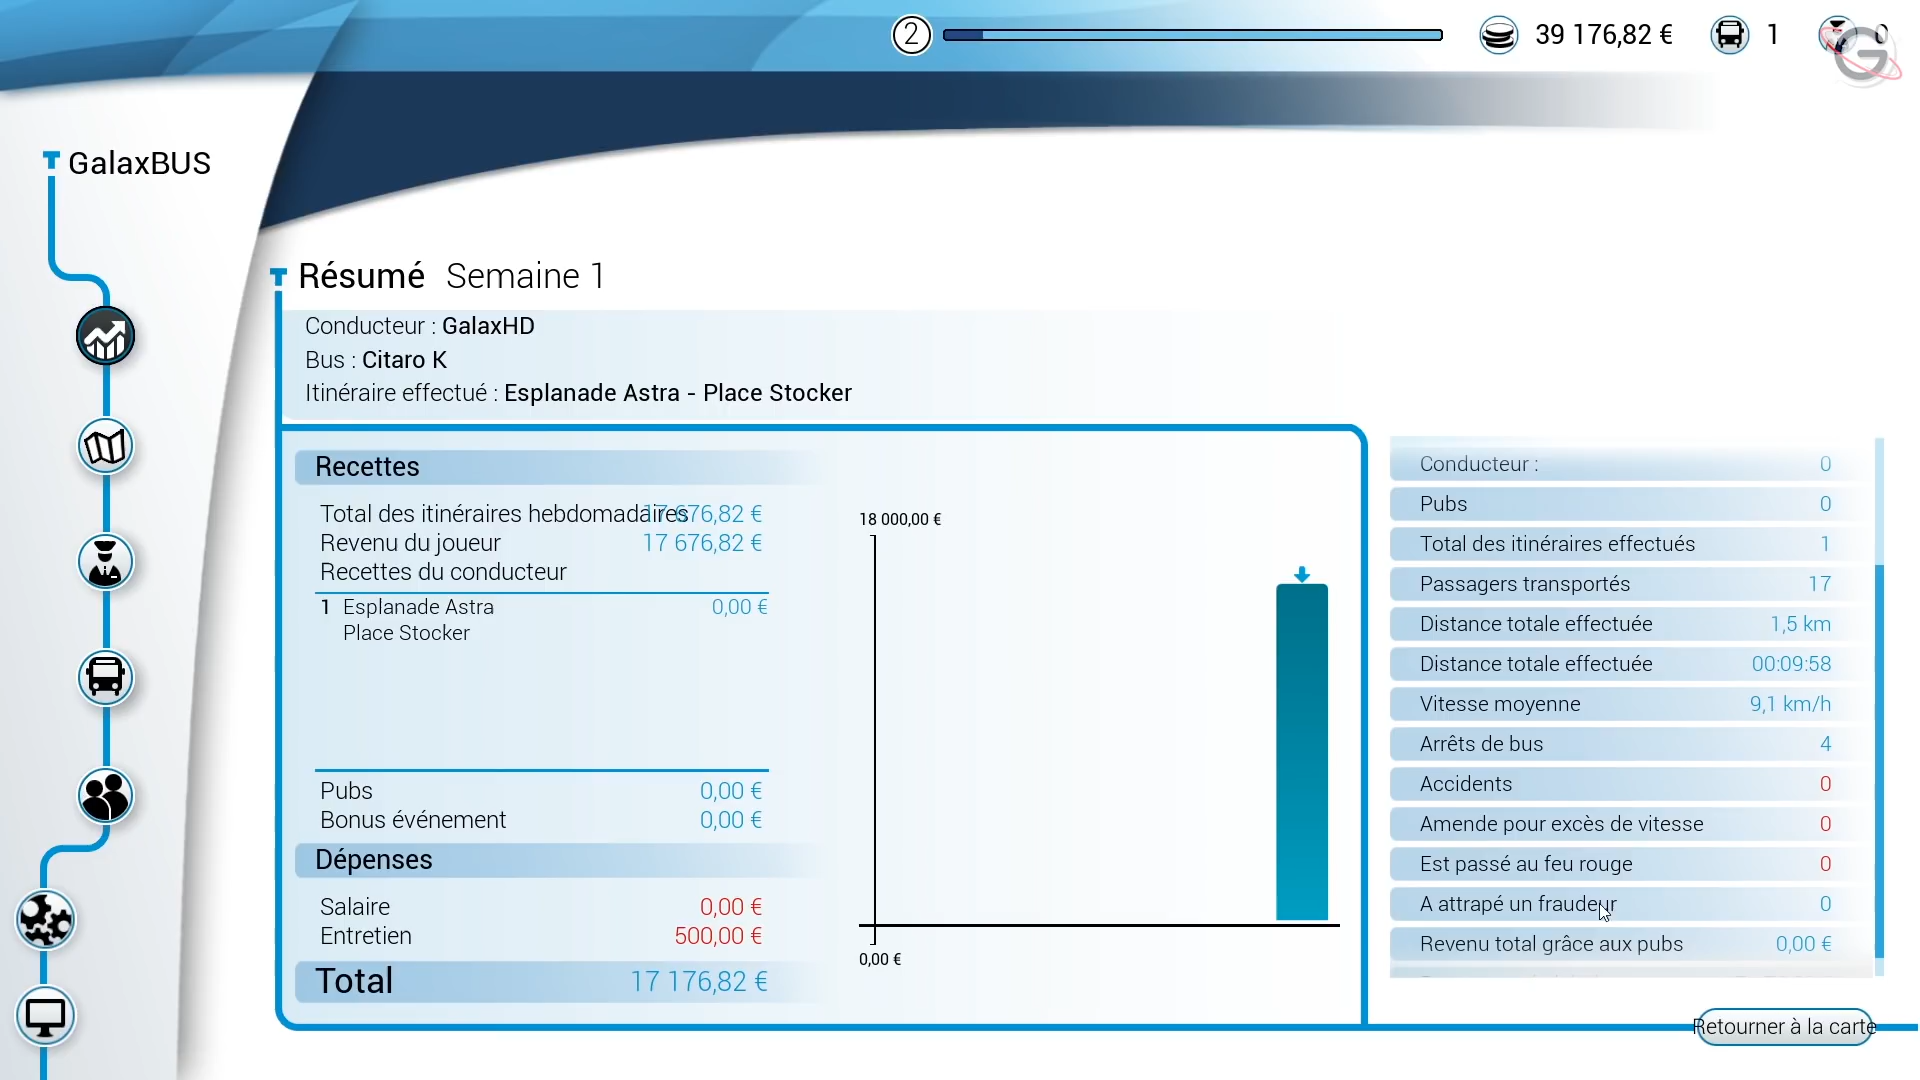 2
39 176,82 €
1
0
G
GalaxBUS
Résumé Semaine 1
Conducteur : GalaxHD
Bus : Citaro K
Itinéraire effectué : Esplanade Astra - Place Stocker
Recettes
Total des itinéraires hebdomadaires 17 676,82 €
Revenu du joueur 17 676,82 €
Recettes du conducteur
1 Esplanade Astra 0,00 €
Place Stocker
Pubs 0,00 €
Bonus événement 0,00 €
Dépenses
Salaire 0,00 €
Entretien 500,00 €
Total 17 176,82 €
18 000,00 €
0,00 €
Conducteur : 0
Pubs 0
Total des itinéraires effectués 1
Passagers transportés 17
Distance totale effectuée 1,5 km
Distance totale effectuée 00:09:58
Vitesse moyenne 9,1 km/h
Arrêts de bus 4
Accidents 0
Amende pour excès de vitesse 0
Est passé au feu rouge 0
A attrapé un fraudeur 0
Revenu total grâce aux pubs 0,00 €
Retourner à la carte